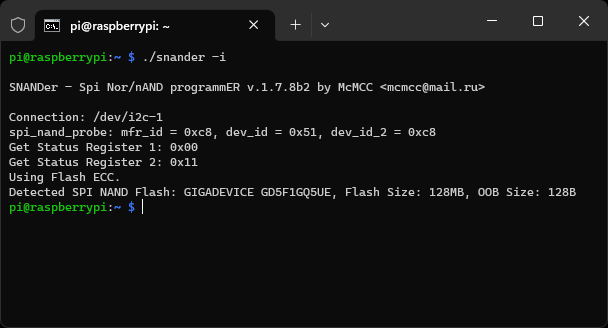 pi@raspberrypi: ~
pi@raspberrypi:~ $ ./snander -i
SNANDer - Spi Nor/nAND programmER v.1.7.8b2 by McMCC <mcmcc@mail.ru>
Connection: /dev/i2c-1
spi_nand_probe: mfr_id = 0xc8, dev_id = 0x51, dev_id_2 = 0xc8
Get Status Register 1: 0x00
Get Status Register 2: 0x11
Using Flash ECC.
Detected SPI NAND Flash: GIGADEVICE GD5F1GQ5UE, Flash Size: 128MB, OOB Size: 128B
pi@raspberrypi:~ $